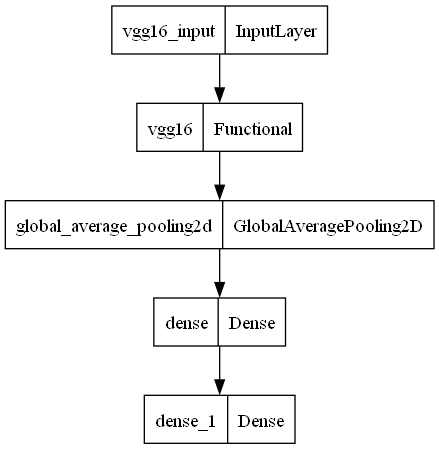 vgg16_input InputLayer
vgg16 Functional
global_average_pooling2d GlobalAveragePooling2D
dense Dense
dense_1 Dense